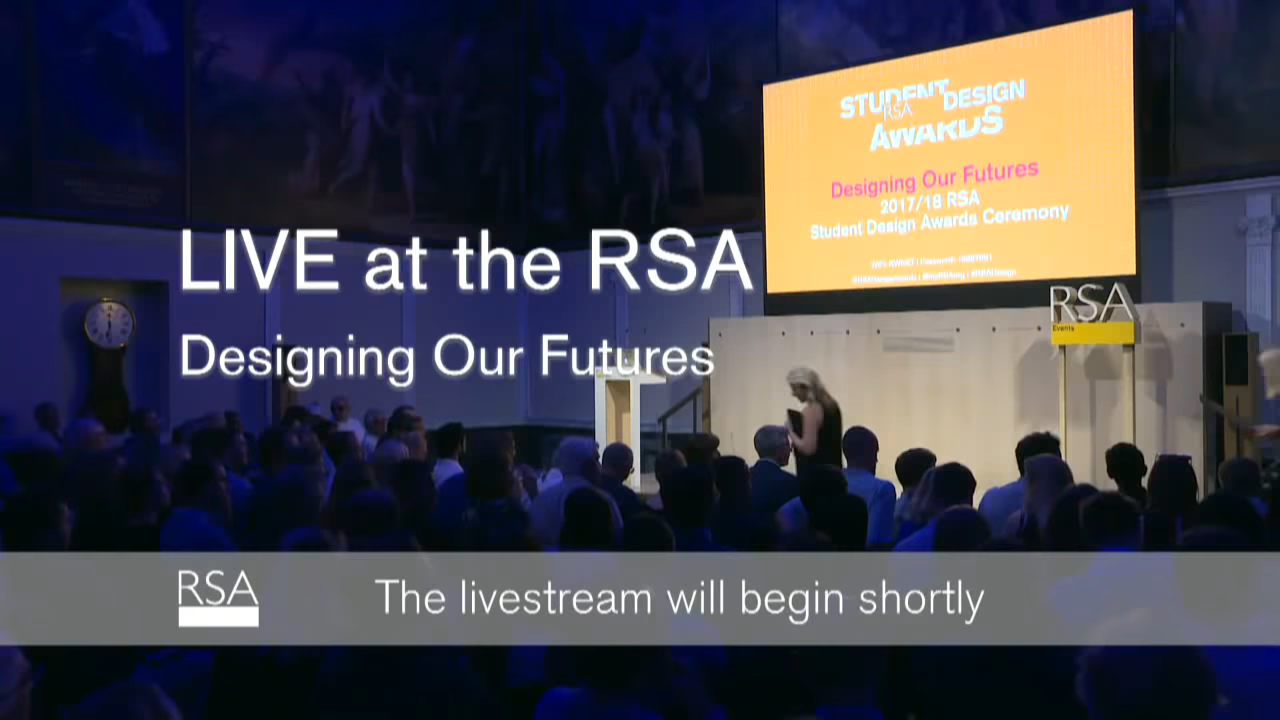 STUDENT DESIGN
RSA
AWARDS
Designing Our Futures
2017/18 RSA
Student Design Awards Ceremony
LIVE at the RSA
Designing Our Futures
RSA
Events
RSA
The livestream will begin shortly